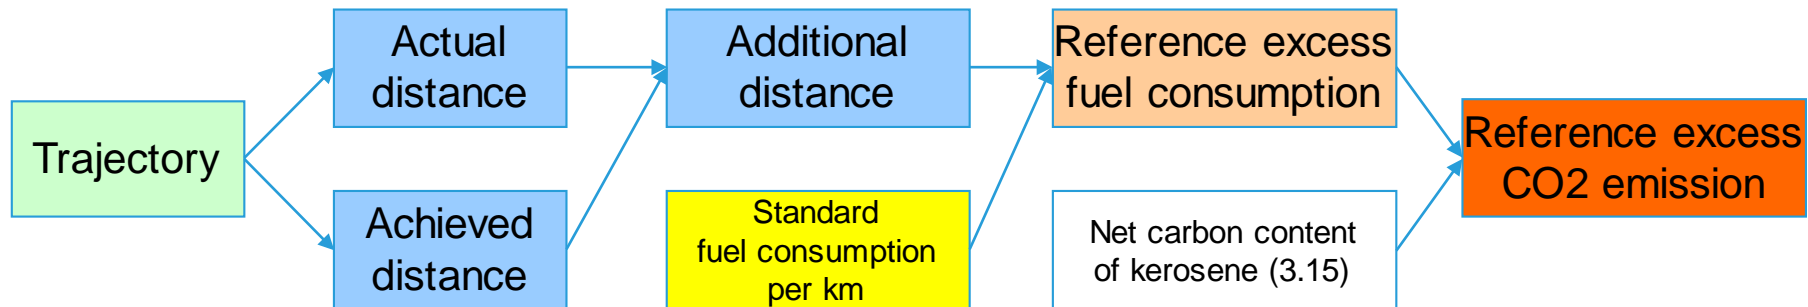 Trajectory
Actual
distance
Achieved
distance
Additional
distance
Standard
fuel consumption
per km
Reference excess
fuel consumption
Net carbon content
of kerosene (3.15)
Reference excess
CO2 emission